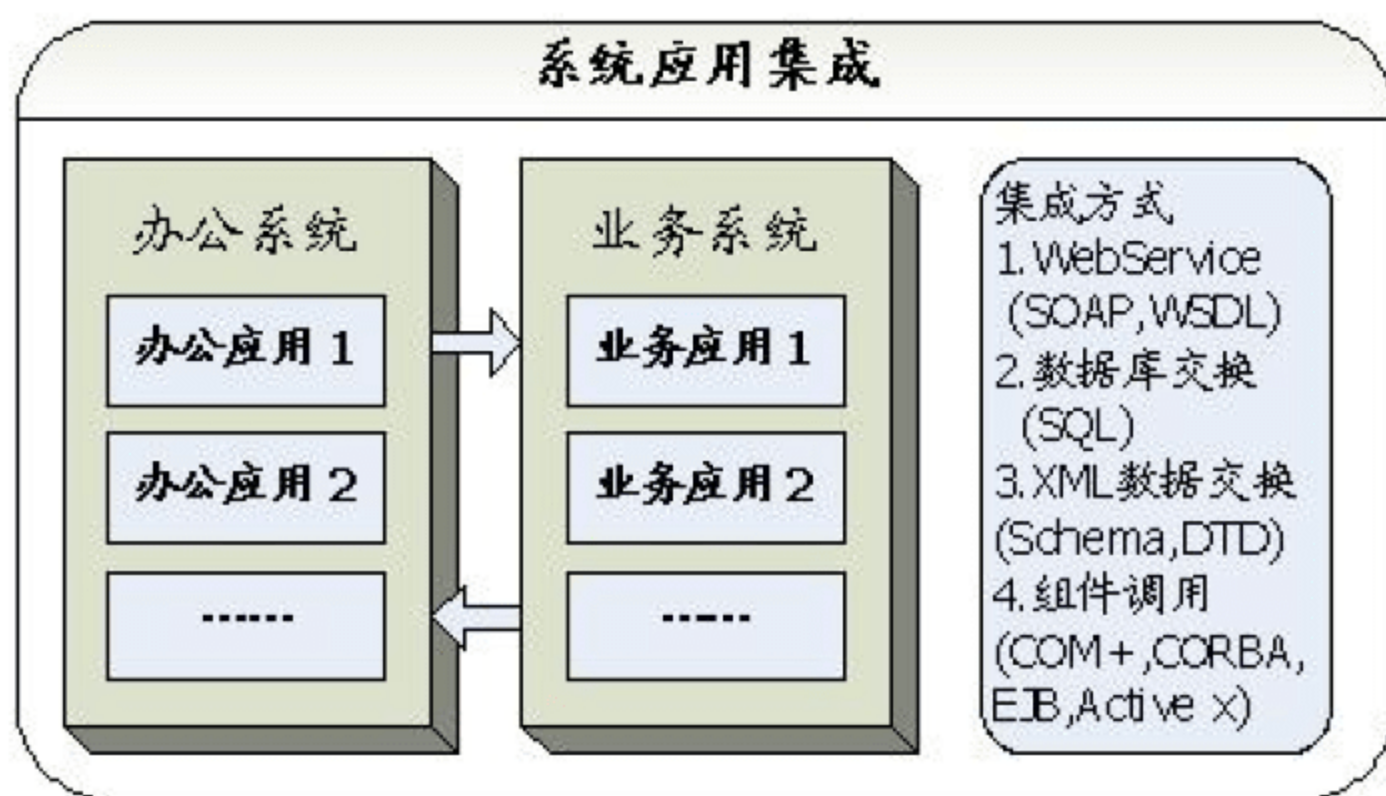 系统应用集成
办公系统
办公应用1
办公应用2
......
业务系统
业务应用1
业务应用2
......
集成方式
1.WebService
(SOAP,WSDL)
2.数据库交换
(SQL)
3.XML数据交换
(Schema,DTD)
4.组件调用
(COM+,CORBA,
EJB,Active x)